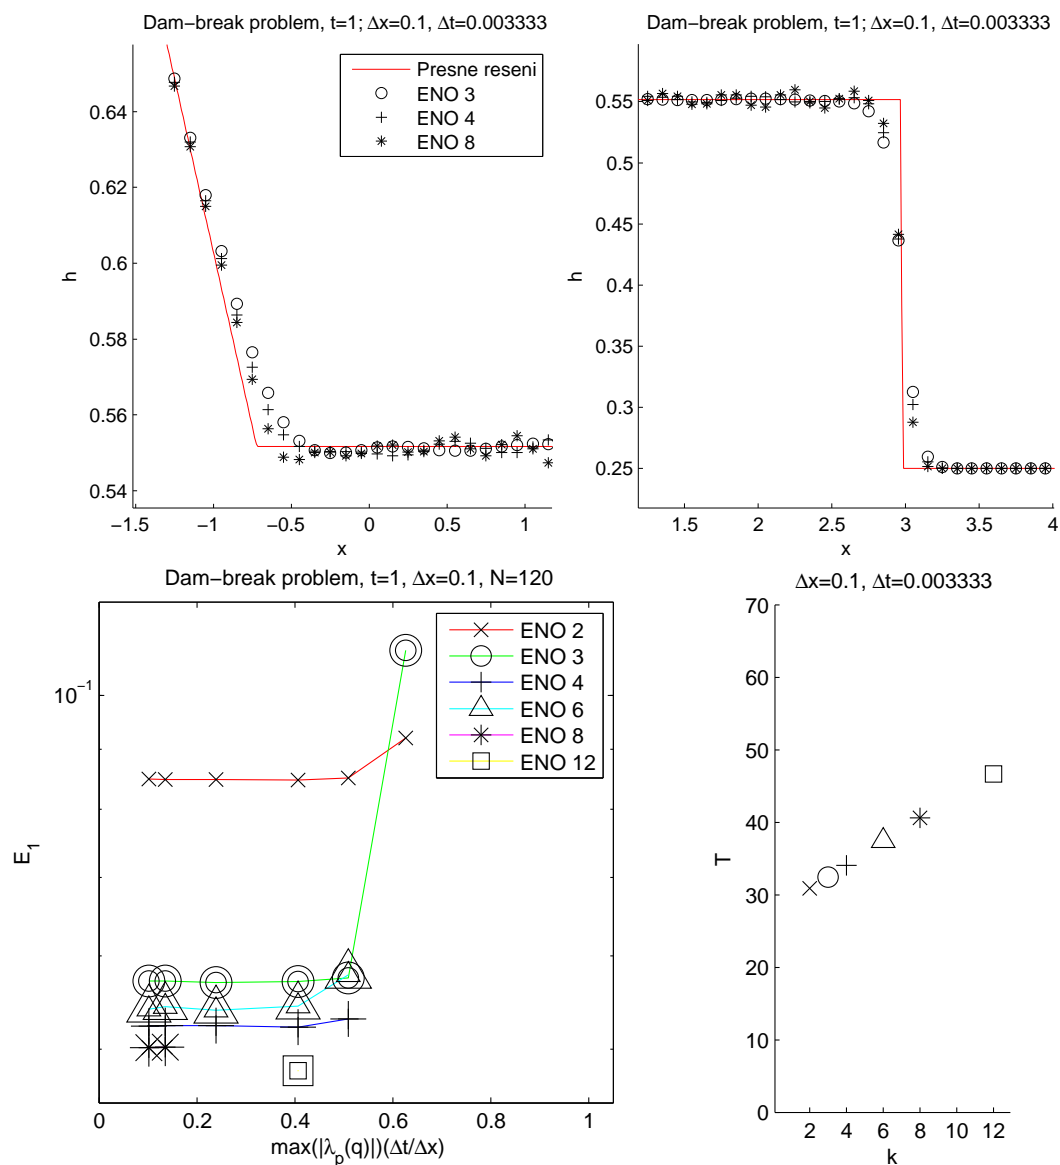 Dam−break problem, t=1; Δx=0.1, Δt=0.003333
Presne reseni
ENO 3
ENO 4
ENO 8
0.64
0.62
0.6
0.58
0.56
0.54
h
−1.5
−1
−0.5
0
0.5
1
x
Dam−break problem, t=1; Δx=0.1, Δt=0.003333
0.55
0.5
0.45
0.4
0.35
0.3
0.25
h
1.5
2
2.5
3
3.5
4
x
Dam−break problem, t=1, Δx=0.1, N=120
ENO 2
ENO 3
ENO 4
ENO 6
ENO 8
ENO 12
10⁻¹
E₁
0
0.2
0.4
0.6
0.8
1
max(|λ_p(q)|)(Δt/Δx)
Δx=0.1, Δt=0.003333
70
60
50
40
30
20
10
0
T
2
4
6
8
10
12
k